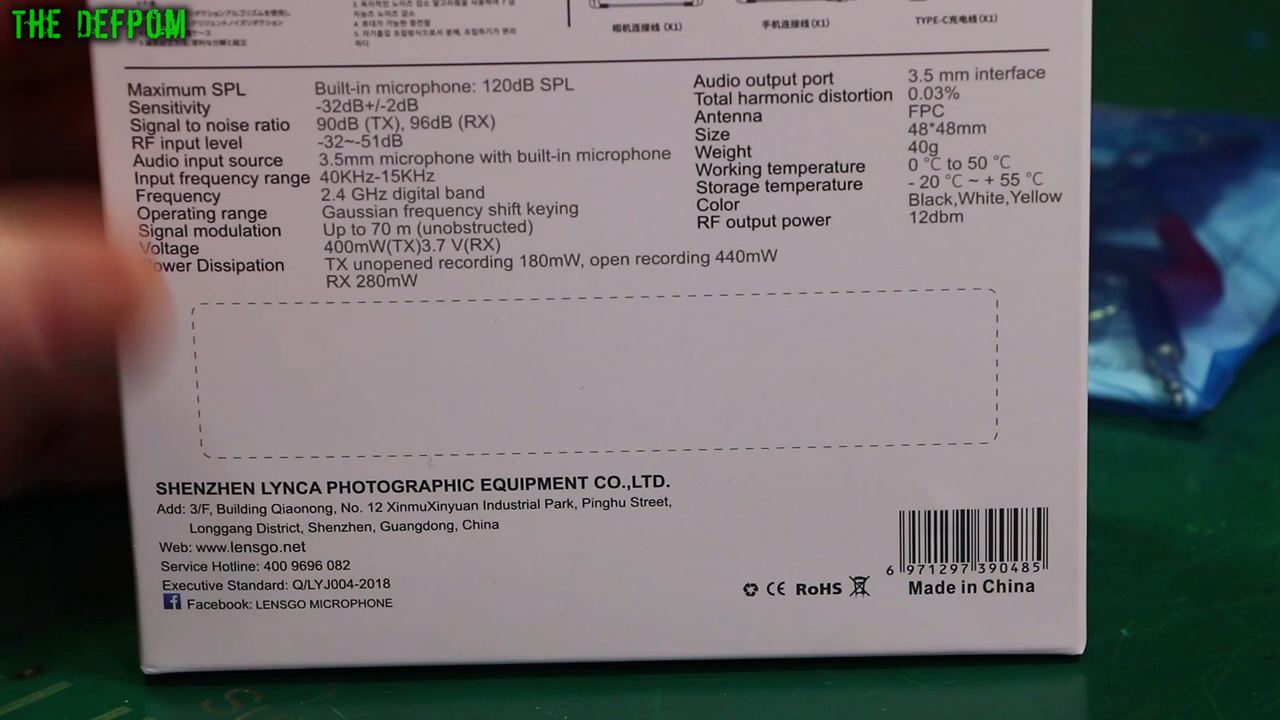 THE DEFPOM
相机连接线 (X1)
手机连接线 (X1)
TYPE-C充电线(X1)
Maximum SPL Built-in microphone: 120dB SPL
Sensitivity -32dB+/-2dB
Signal to noise ratio 90dB (TX), 96dB (RX)
RF input level -32~-51dB
Audio input source 3.5mm microphone with built-in microphone
Input frequency range 40KHz-15KHz
Frequency 2.4 GHz digital band
Operating range Gaussian frequency shift keying
Signal modulation Up to 70 m (unobstructed)
Voltage 400mW(TX)3.7 V(RX)
Power Dissipation TX unopened recording 180mW, open recording 440mW
RX 280mW
Audio output port 3.5 mm interface
Total harmonic distortion 0.03%
Antenna FPC
Size 48*48mm
Weight 40g
Working temperature 0 °C to 50 °C
Storage temperature - 20 °C ~ + 55 °C
Color Black,White,Yellow
RF output power 12dbm
SHENZHEN LYNCA PHOTOGRAPHIC EQUIPMENT CO.,LTD.
Add: 3/F, Building Qiaonong, No. 12 XinmuXinyuan Industrial Park, Pinghu Street,
Longgang District, Shenzhen, Guangdong, China
Web: www.lensgo.net
Service Hotline: 400 9696 082
Executive Standard: Q/LYJ004-2018
Facebook: LENSGO MICROPHONE
CE RoHS
6 971297 390485
Made in China